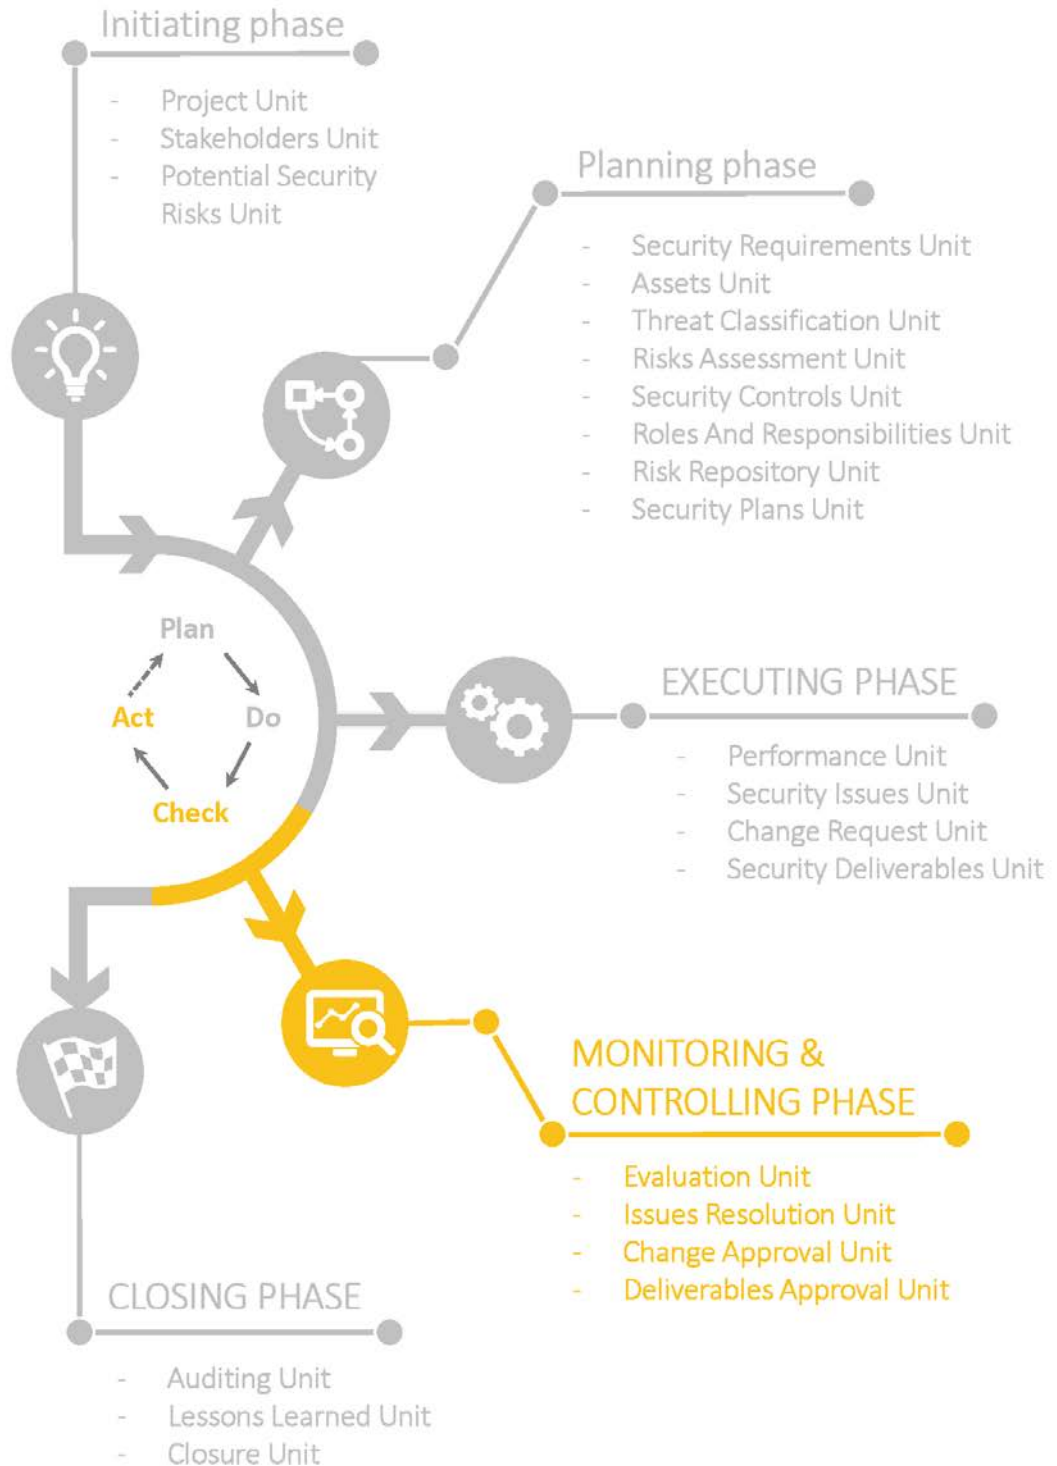 Initiating phase
- Project Unit
- Stakeholders Unit
- Potential Security
Risks Unit
Planning phase
- Security Requirements Unit
- Assets Unit
- Threat Classification Unit
- Risks Assessment Unit
- Security Controls Unit
- Roles And Responsibilities Unit
- Risk Repository Unit
- Security Plans Unit
Plan
Act
Do
Check
EXECUTING PHASE
- Performance Unit
- Security Issues Unit
- Change Request Unit
- Security Deliverables Unit
MONITORING &
CONTROLLING PHASE
- Evaluation Unit
- Issues Resolution Unit
- Change Approval Unit
- Deliverables Approval Unit
CLOSING PHASE
- Auditing Unit
- Lessons Learned Unit
- Closure Unit